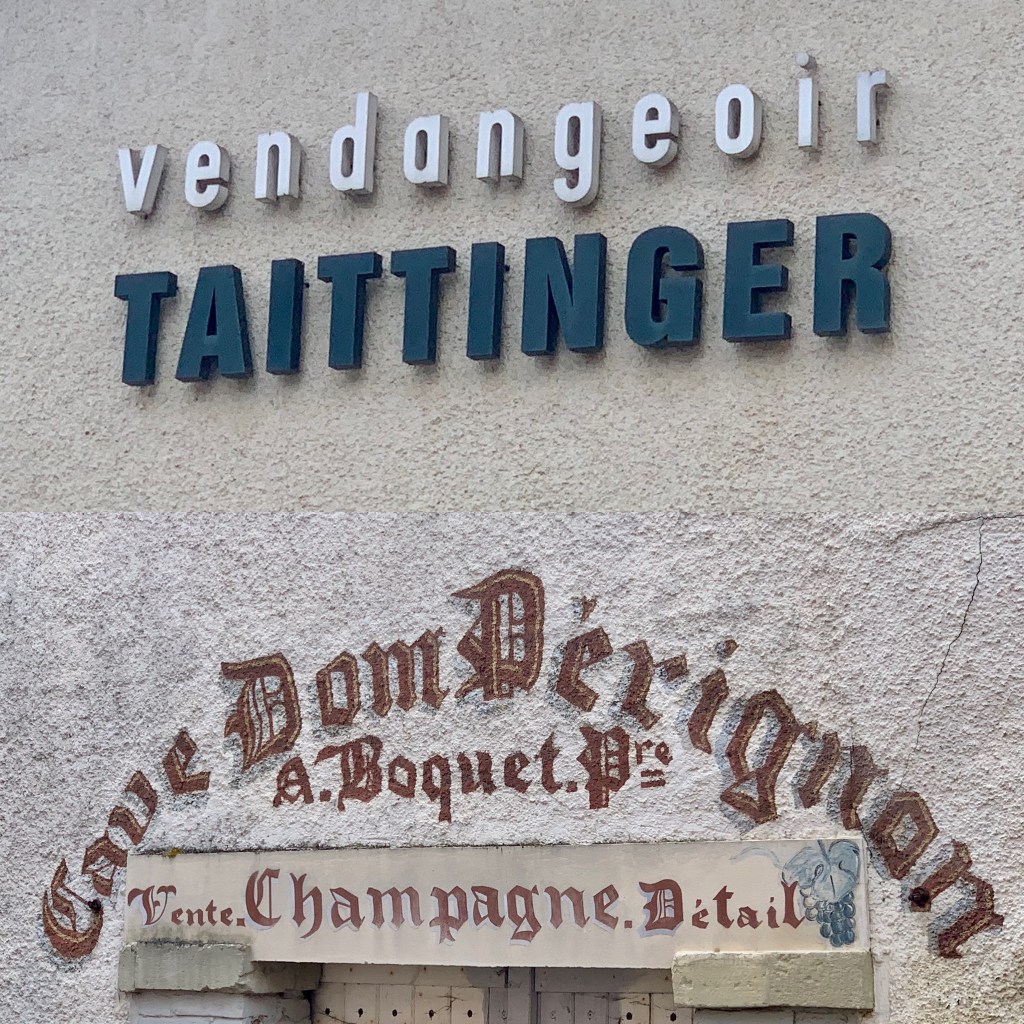 vendangeoir
TAITTINGER
Cave Dom Pérignon
A. Boquet. Pre
Vente. Champagne. Détail